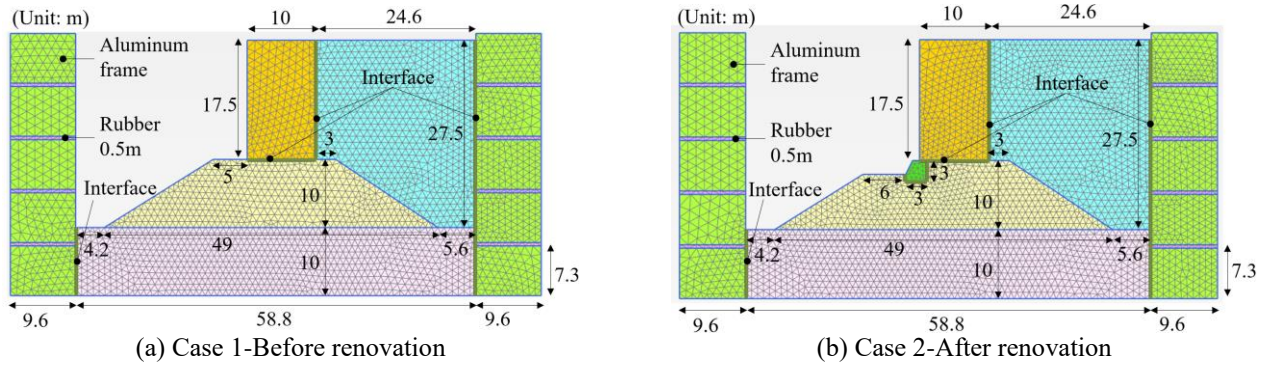 (Unit: m)
10
24.6
Aluminum
frame
Interface
17.5
3
27.5
Rubber
0.5m
5
Interface
10
4.2
49
5.6
10
7.3
9.6
58.8
9.6
(a) Case 1-Before renovation
(Unit: m)
10
24.6
Aluminum
frame
Interface
17.5
3
27.5
Rubber
0.5m
3
6
3
Interface
10
4.2
49
5.6
10
7.3
9.6
58.8
9.6
(b) Case 2-After renovation